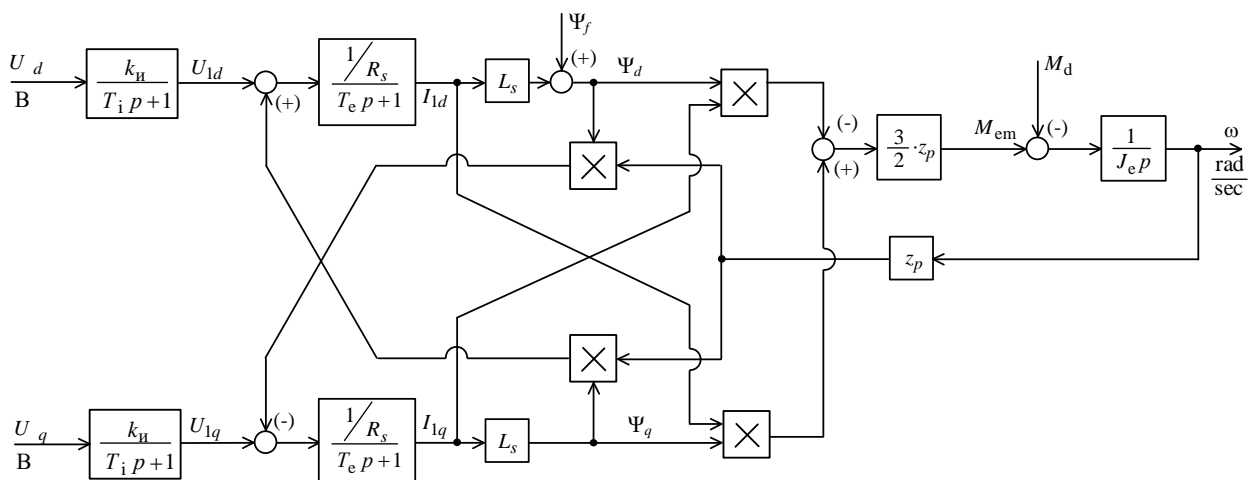 Ψf
U d
В
kи
Ti p +1
U1d
(+)
1/Rs
Te p +1
I1d
Ls
(+)
Ψd
×
×
(-)
(+)
3/2 · zp
Mem
Md
(-)
1
Je p
ω
rad
sec
zp
×
U q
В
kи
Ti p +1
U1q
(-)
1/Rs
Te p +1
I1q
Ls
Ψq
×